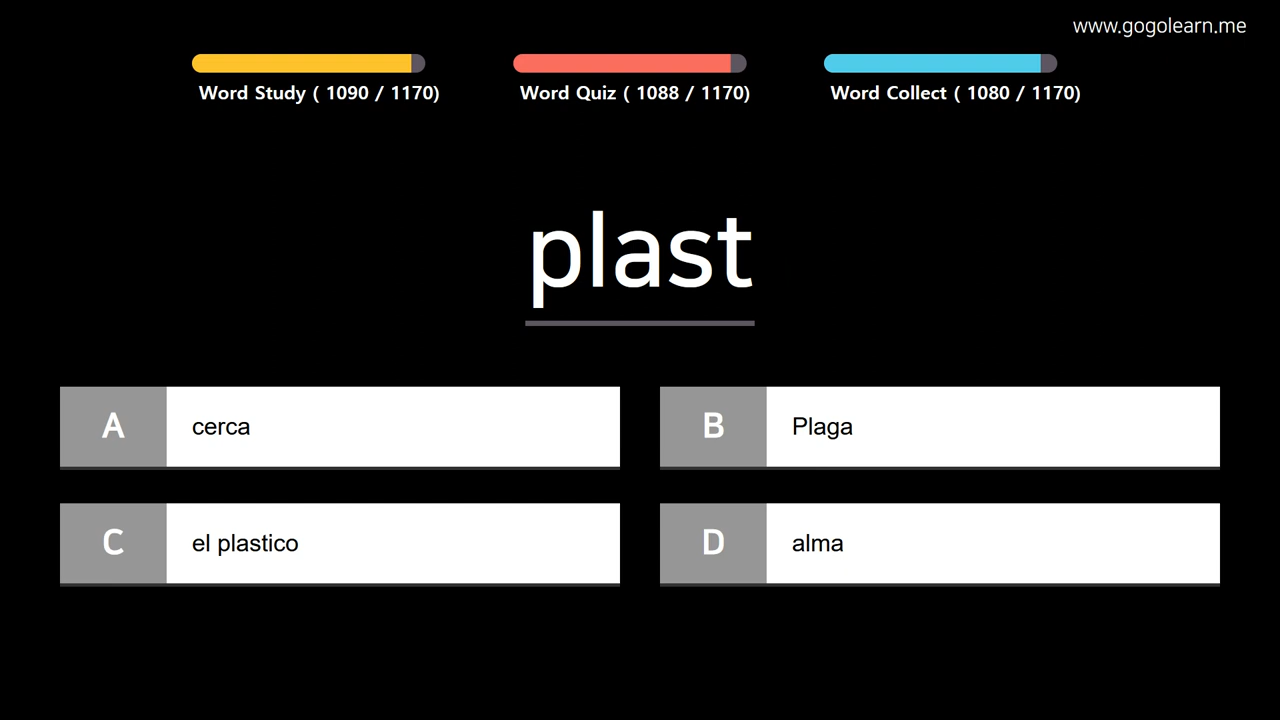 www.gogolearn.me
Word Study ( 1090 / 1170)
Word Quiz ( 1088 / 1170)
Word Collect ( 1080 / 1170)
plast
A cerca
B Plaga
C el plastico
D alma